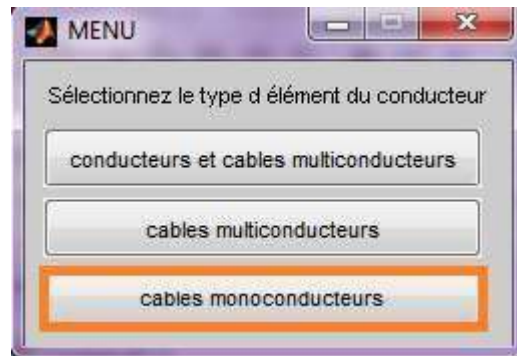 MENU
Sélectionnez le type d élément du conducteur
conducteurs et cables multiconducteurs
cables multiconducteurs
cables monoconducteurs